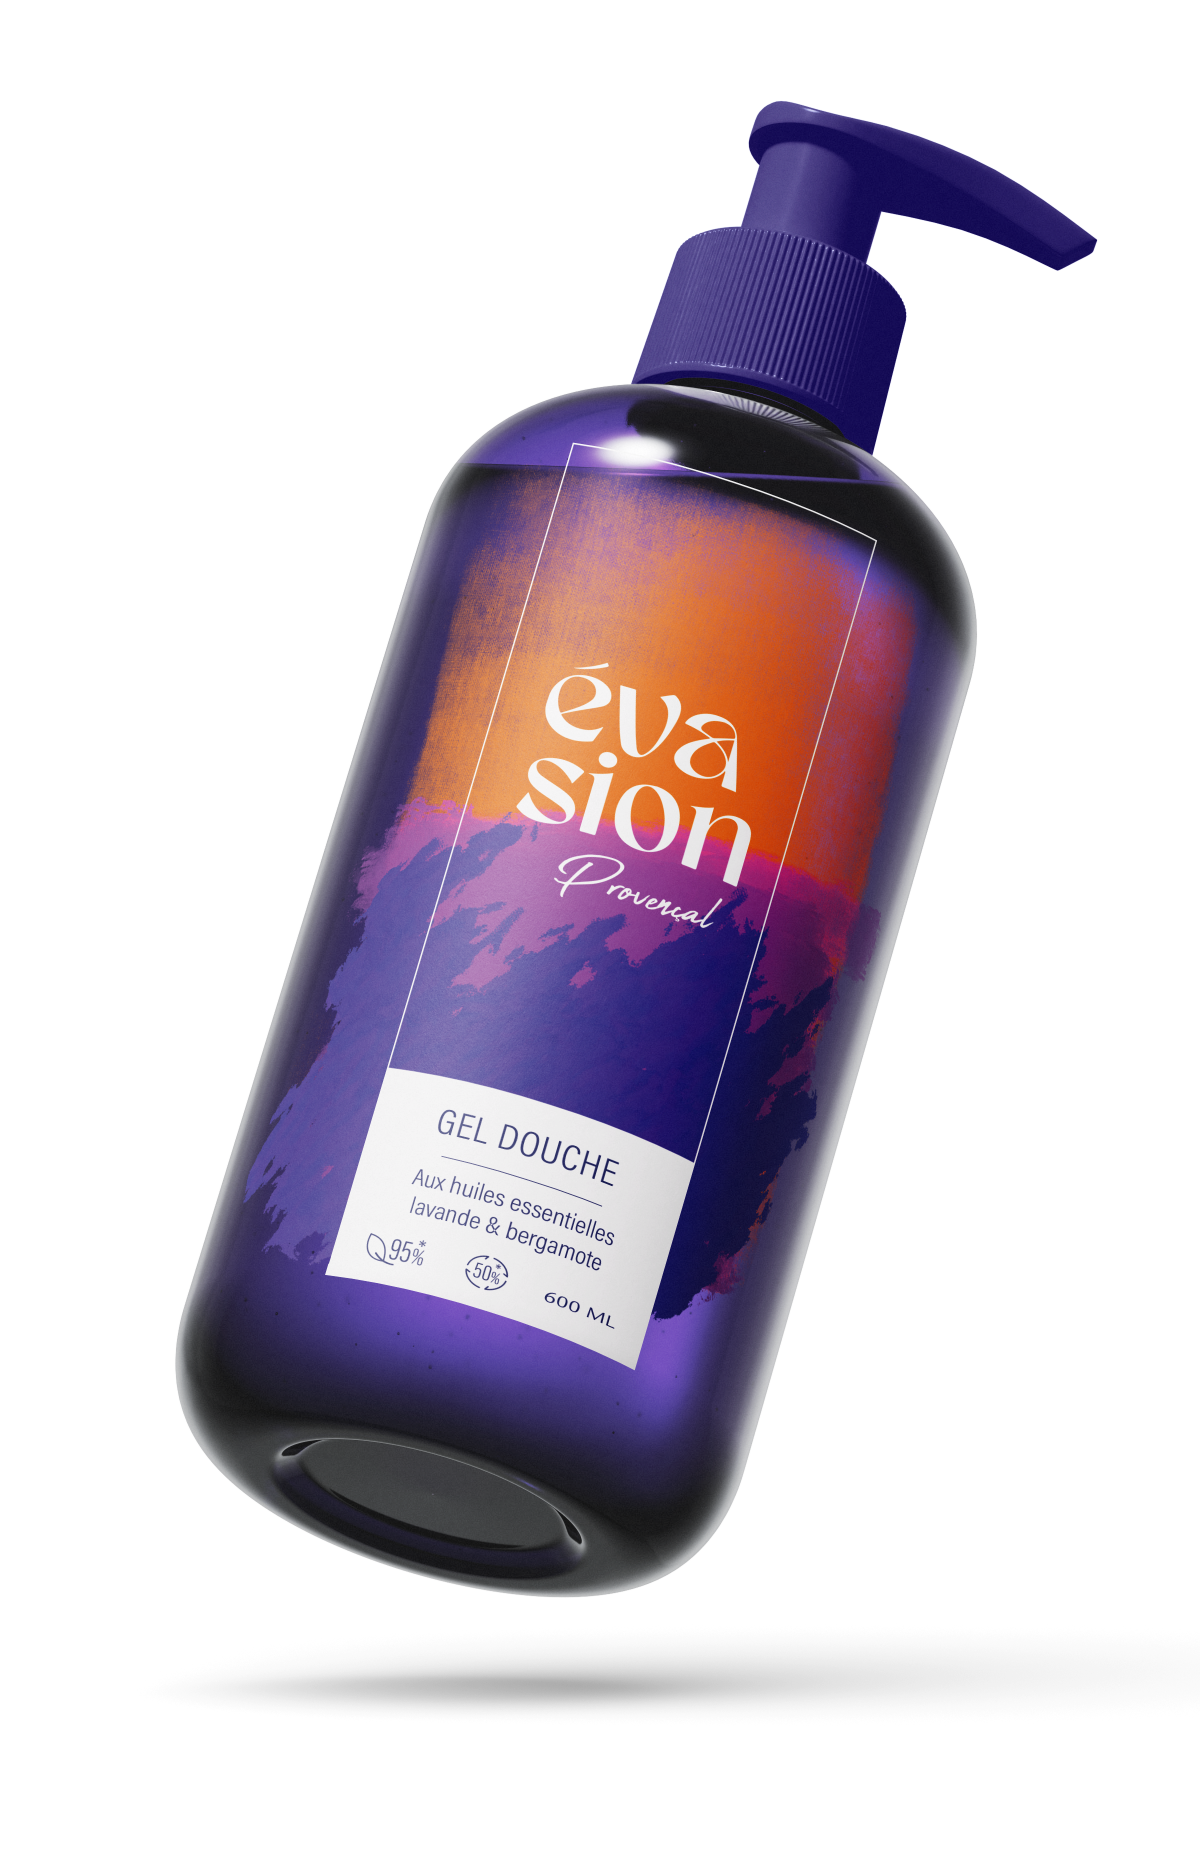 éva
sion
Provençal
GEL DOUCHE
Aux huiles essentielles
lavande & bergamote
95%*
50%*
600 ML